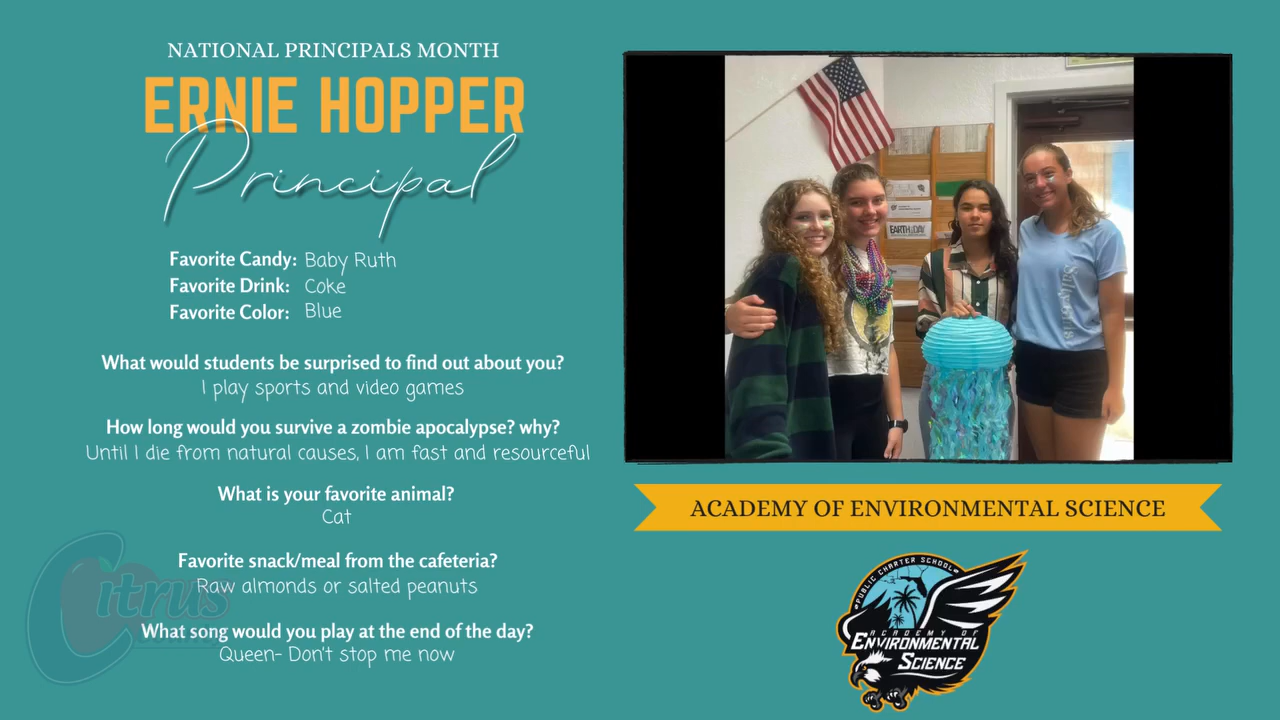 NATIONAL PRINCIPALS MONTH
ERNIE HOPPER
Principal
Favorite Candy: Baby Ruth
Favorite Drink: Coke
Favorite Color: Blue
What would students be surprised to find out about you?
I play sports and video games
How long would you survive a zombie apocalypse? why?
Until I die from natural causes, I am fast and resourceful
What is your favorite animal?
Cat
Favorite snack/meal from the cafeteria?
Raw almonds or salted peanuts
What song would you play at the end of the day?
Queen- Don't stop me now
Citrus
EARTH DAY
ACADEMY OF ENVIRONMENTAL SCIENCE
PUBLIC CHARTER SCHOOL
ACADEMY OF
ENVIRONMENTAL
SCIENCE